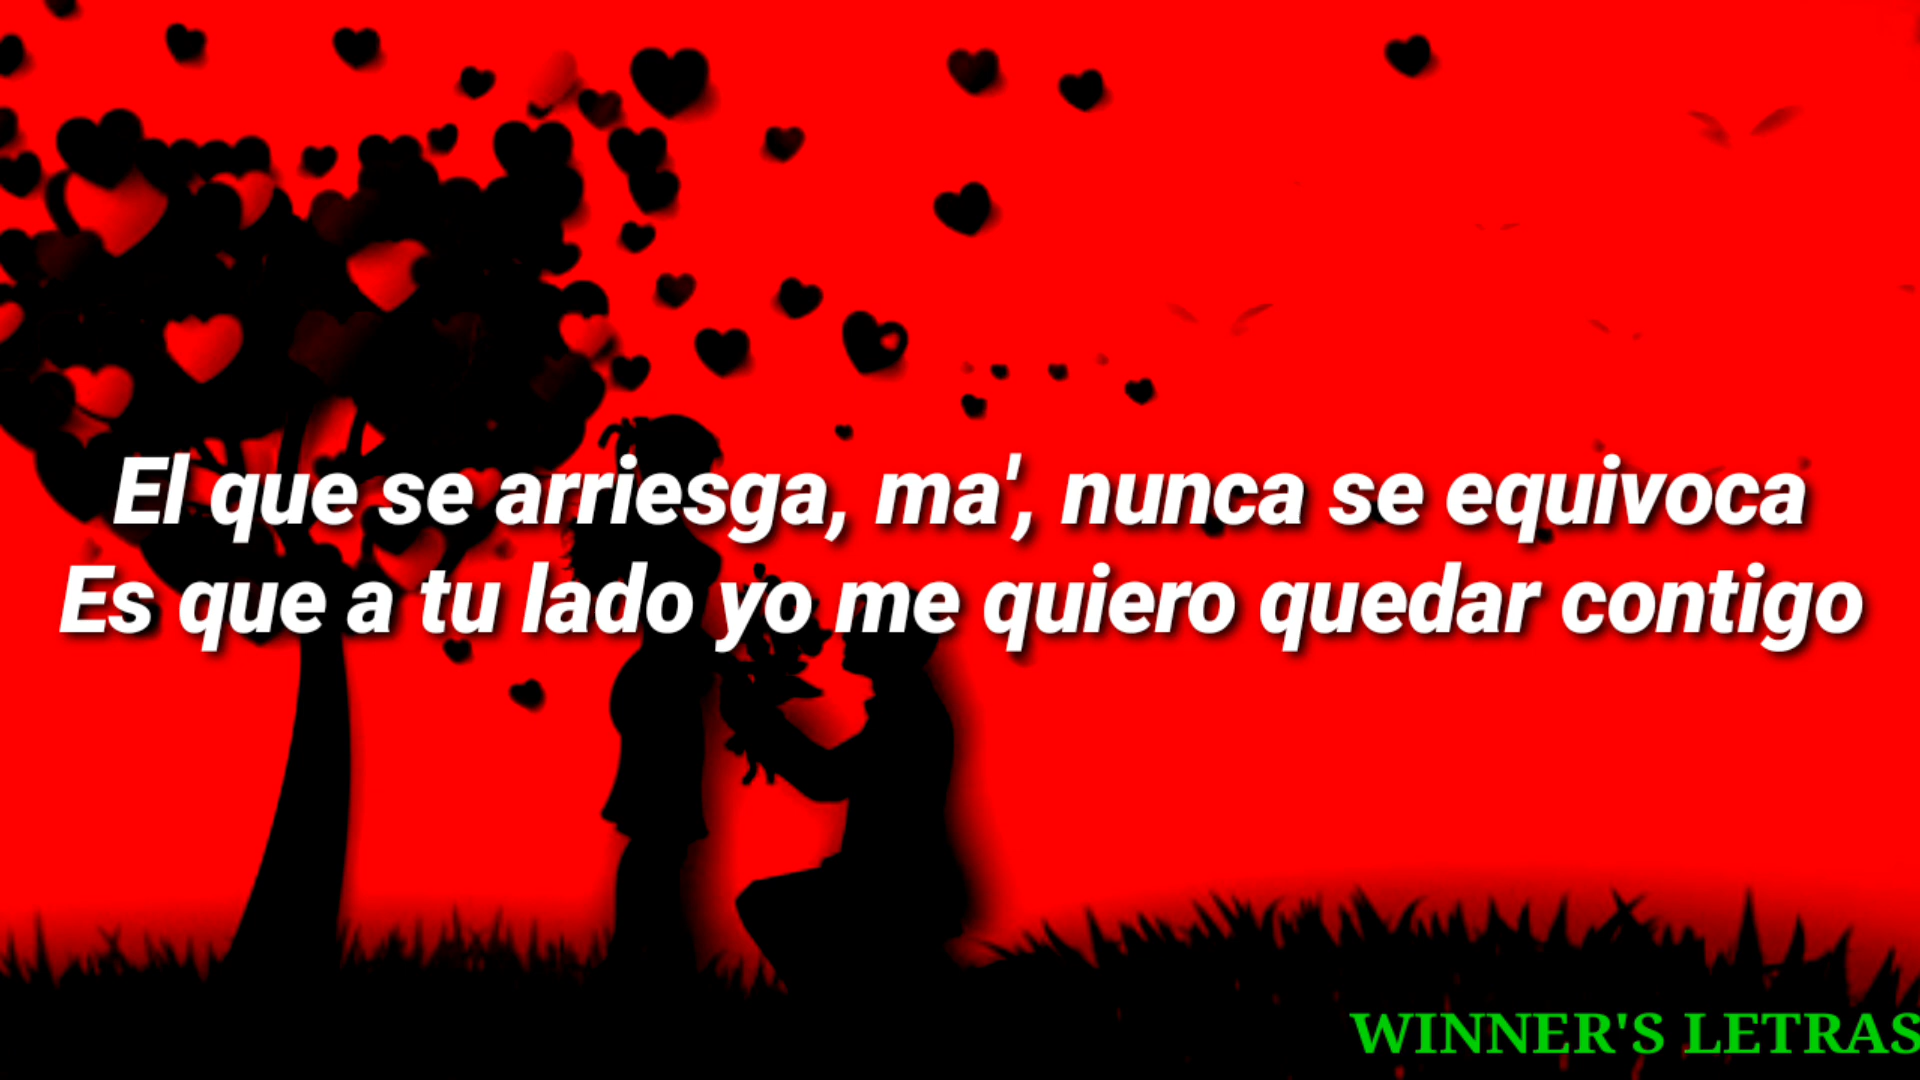 El que se arriesga, ma', nunca se equivoca
Es que a tu lado yo me quiero quedar contigo
WINNER'S LETRAS